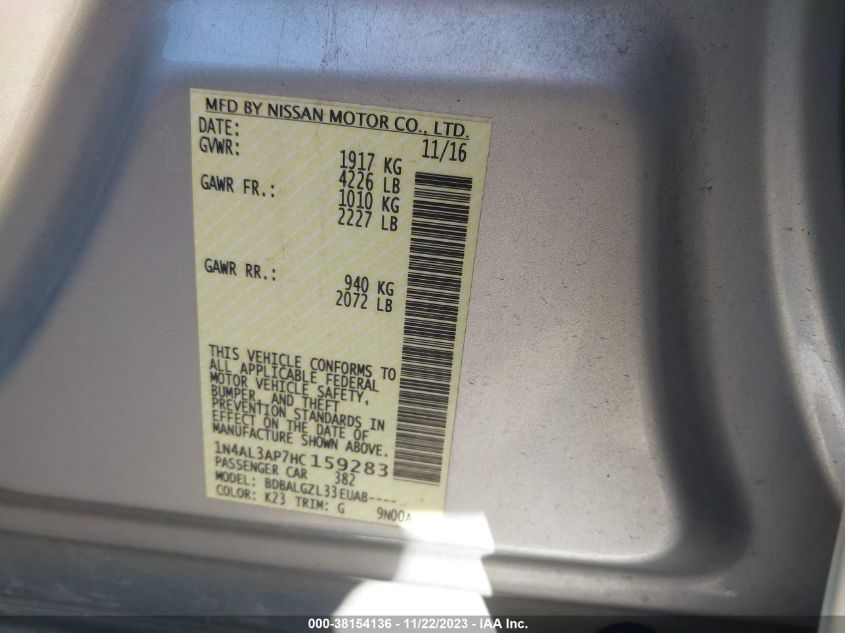 MFD BY NISSAN MOTOR CO., LTD.
DATE: 11/16
GVWR: 1917 KG
4226 LB
GAWR FR.: 1010 KG
2227 LB
GAWR RR.: 940 KG
2072 LB
THIS VEHICLE CONFORMS TO
ALL APPLICABLE FEDERAL
MOTOR VEHICLE SAFETY,
BUMPER, AND THEFT
PREVENTION STANDARDS IN
EFFECT ON THE DATE OF
MANUFACTURE SHOWN ABOVE.
1N4AL3AP7HC159283
PASSENGER CAR 382
MODEL: BDBALGZL33EUAB----
COLOR: K23 TRIM: G 9N00A
000-38154136 - 11/22/2023 - IAA Inc.